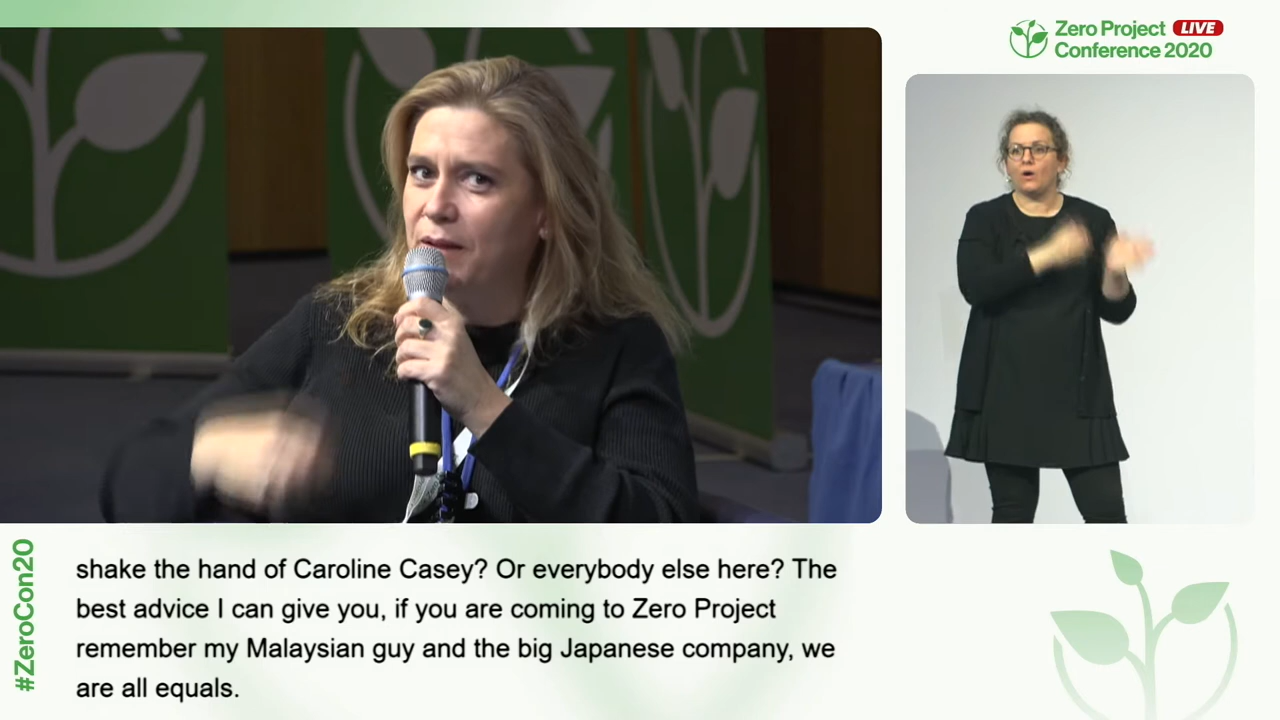 Zero Project LIVE
Conference 2020
#ZeroCon20
shake the hand of Caroline Casey? Or everybody else here? The
best advice I can give you, if you are coming to Zero Project
remember my Malaysian guy and the big Japanese company, we
are all equals.